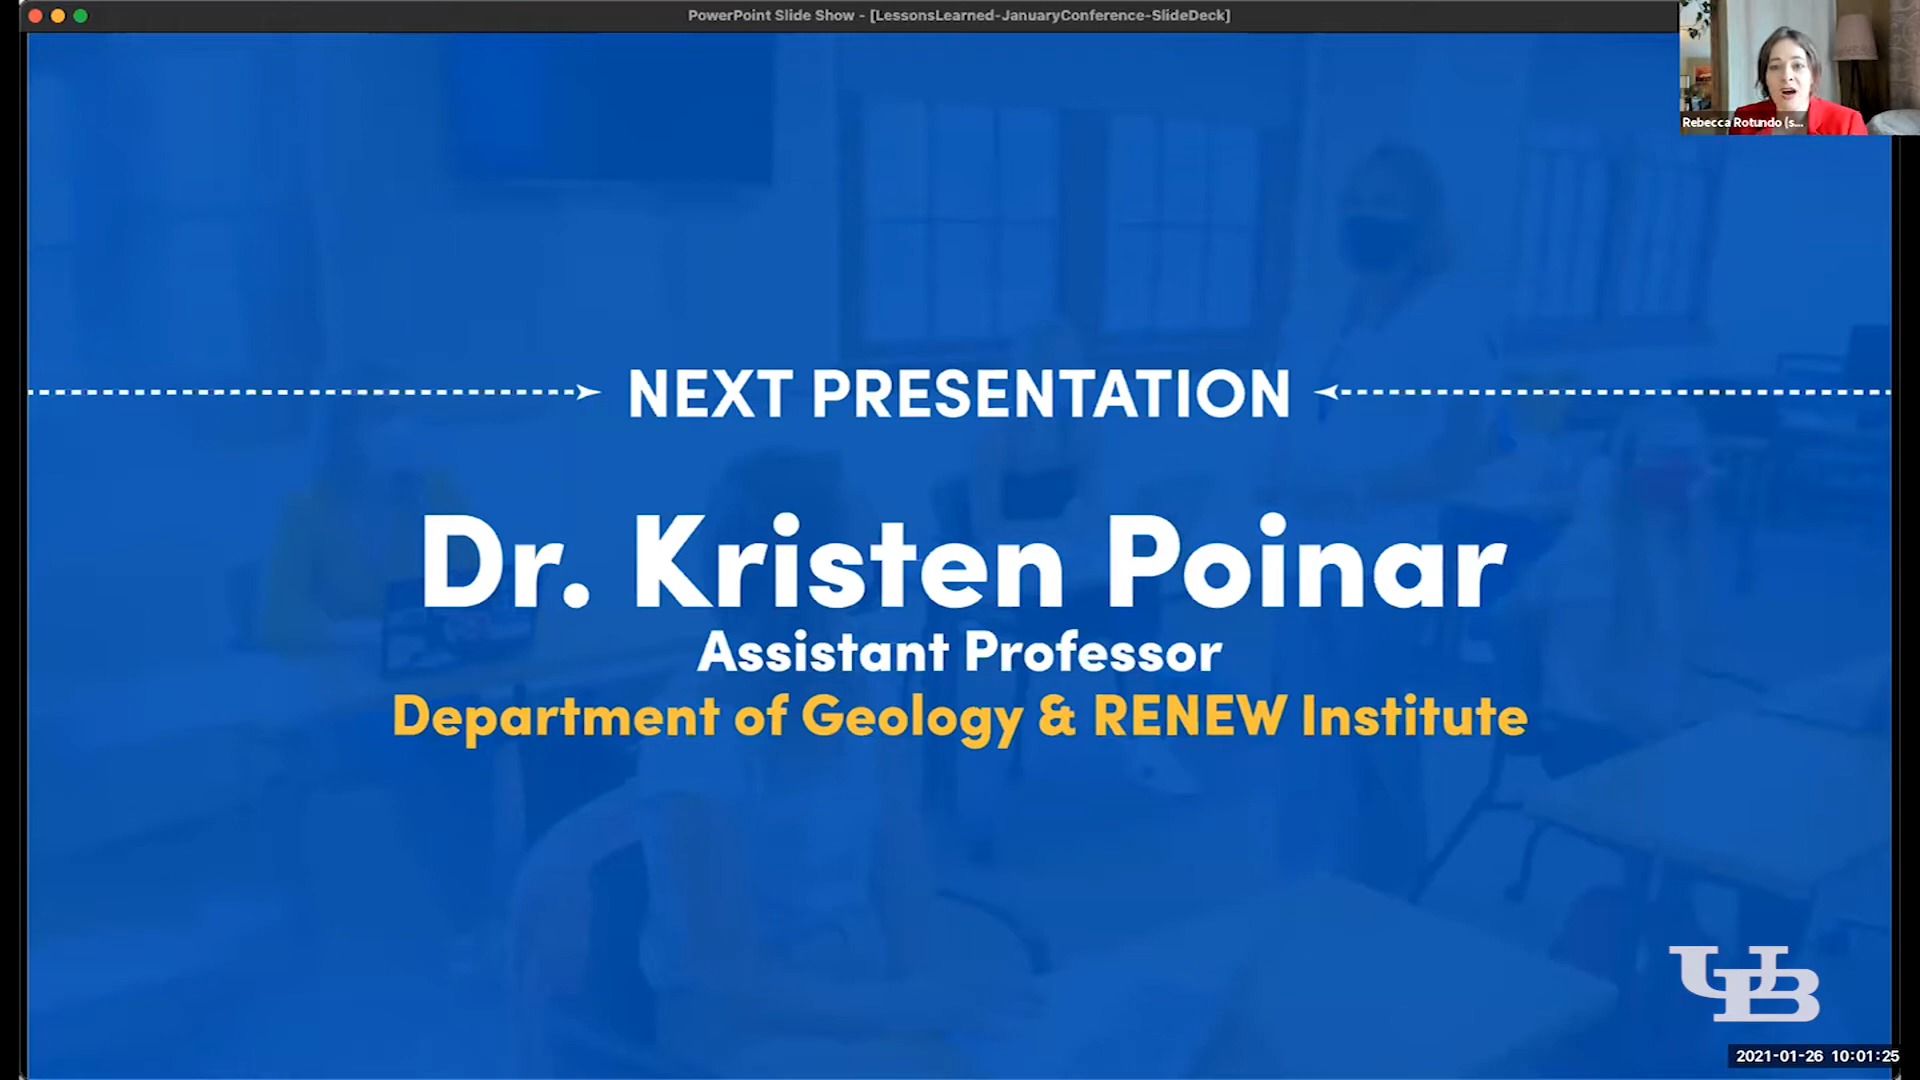 PowerPoint Slide Show - [LessonsLearned-JanuaryConference-SlideDeck]
Rebecca Rotundo (s...
NEXT PRESENTATION
Dr. Kristen Poinar
Assistant Professor
Department of Geology & RENEW Institute
UB
2021-01-26 10:01:25